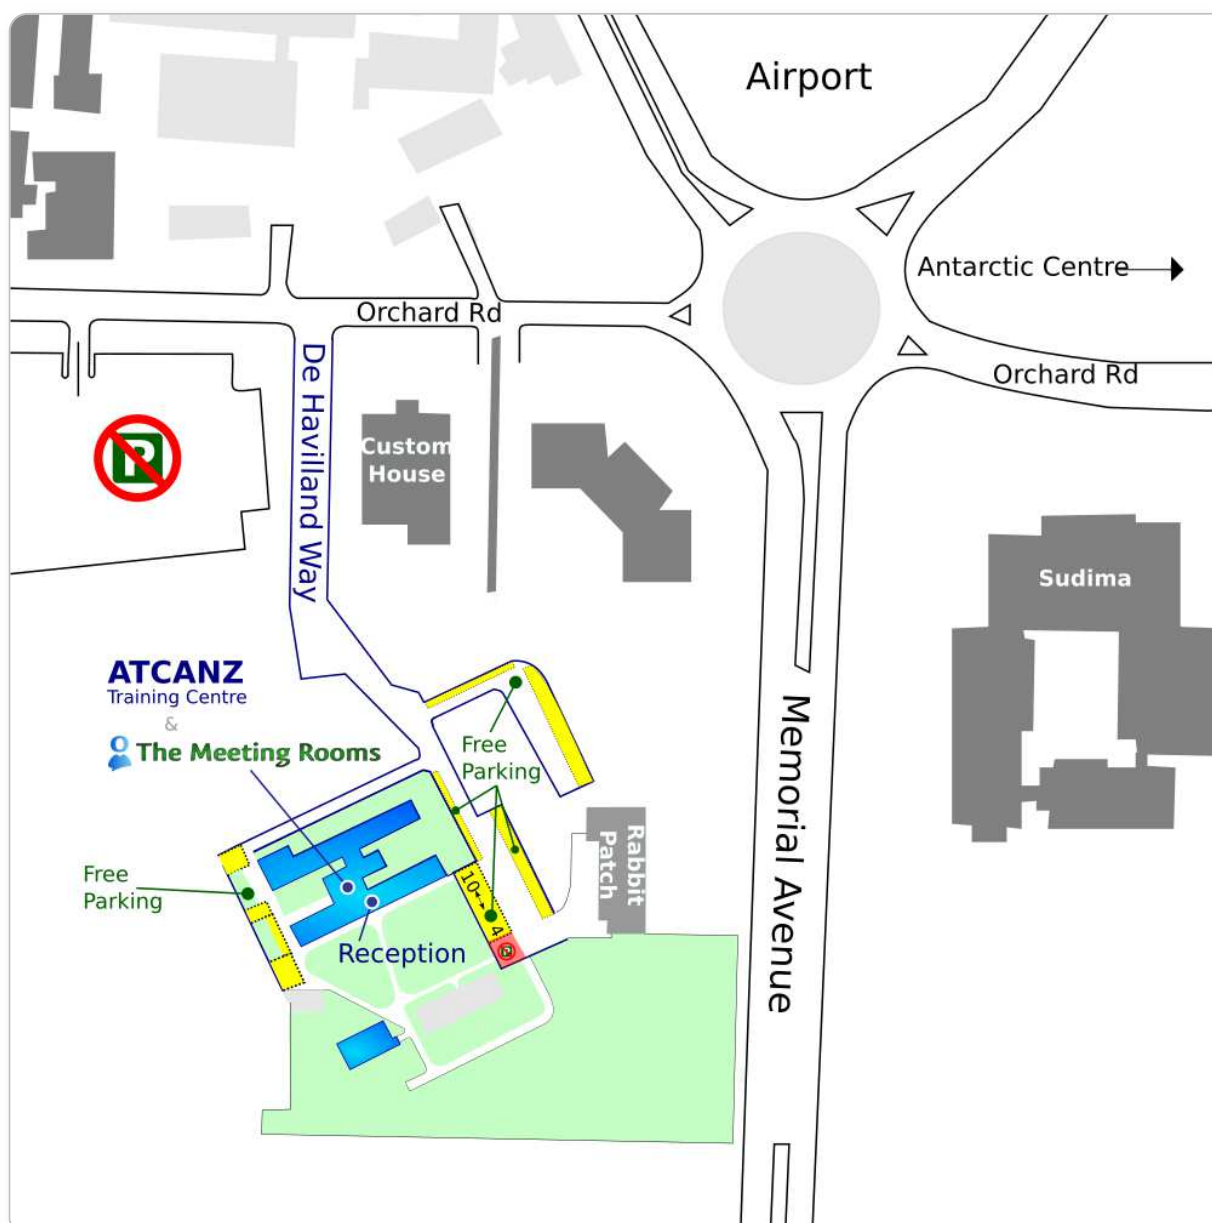 Airport
Antarctic Centre
Orchard Rd
Orchard Rd
De Havilland Way
P
Custom
House
Sudima
ATCANZ
Training Centre
&
The Meeting Rooms
Free
Parking
Memorial Avenue
Rabbit
Patch
Free
Parking
10
4
Reception